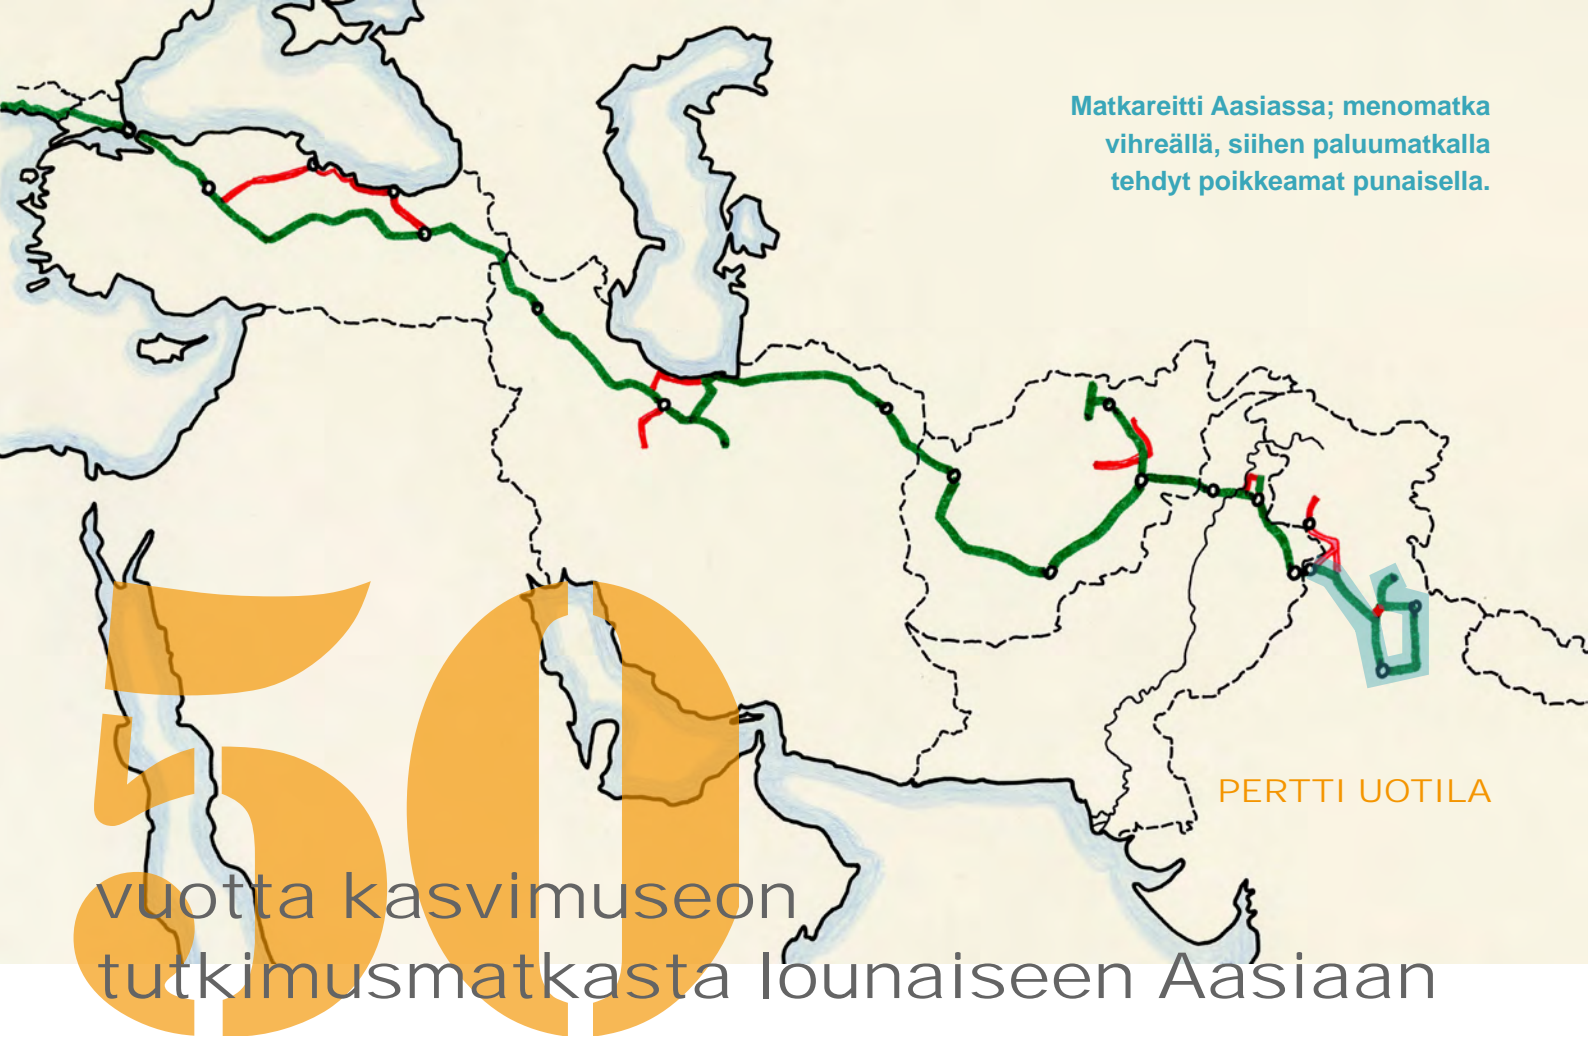 Matkareitti Aasiassa; menomatka
vihreällä, siihen paluumatkalla
tehdyt poikkeamat punaisella.
PERTTI UOTILA
50
vuotta kasvimuseon
tutkimusmatkasta lounaiseen Aasiaan